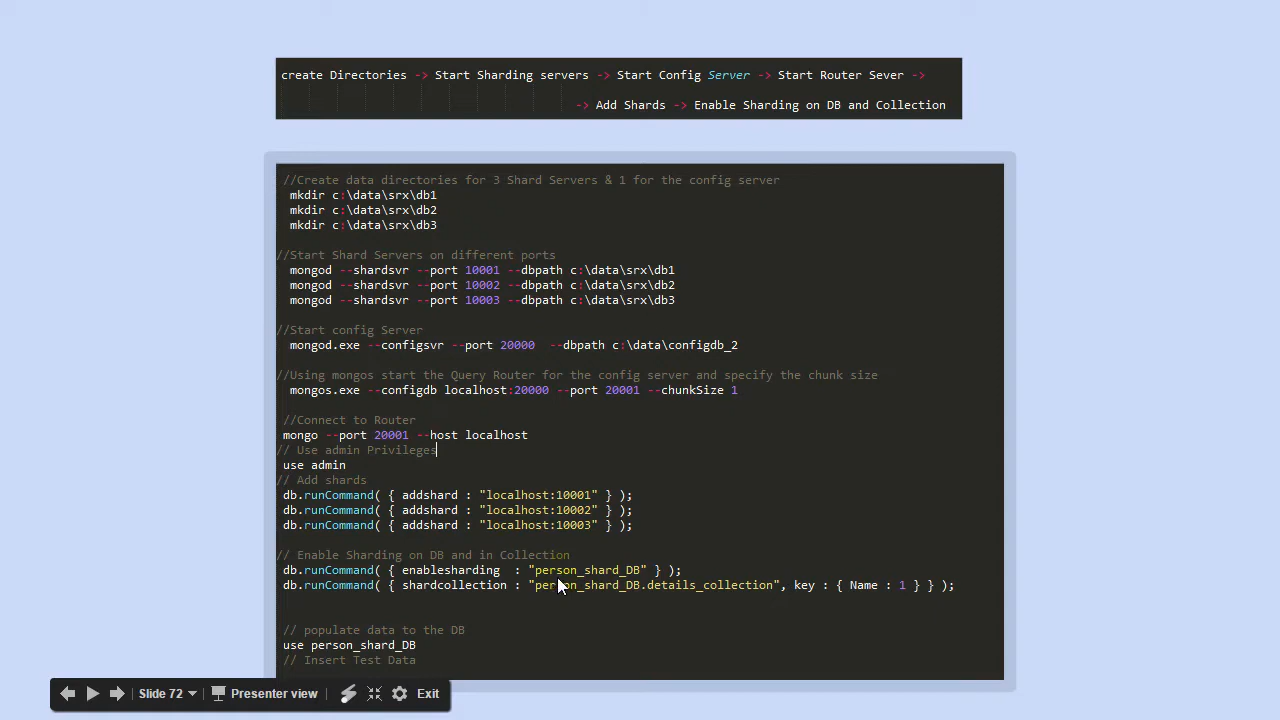 create Directories -> Start Sharding servers -> Start Config Server -> Start Router Sever ->
-> Add Shards -> Enable Sharding on DB and Collection
//Create data directories for 3 Shard Servers & 1 for the config server
mkdir c:\data\srx\db1
mkdir c:\data\srx\db2
mkdir c:\data\srx\db3
//Start Shard Servers on different ports
mongod --shardsvr --port 10001 --dbpath c:\data\srx\db1
mongod --shardsvr --port 10002 --dbpath c:\data\srx\db2
mongod --shardsvr --port 10003 --dbpath c:\data\srx\db3
//Start config Server
mongod.exe --configsvr --port 20000  --dbpath c:\data\configdb_2
//Using mongos start the Query Router for the config server and specify the chunk size
mongos.exe --configdb localhost:20000 --port 20001 --chunkSize 1
//Connect to Router
mongo --port 20001 --host localhost
// Use admin Privileges
use admin
// Add shards
db.runCommand( { addshard : "localhost:10001" } );
db.runCommand( { addshard : "localhost:10002" } );
db.runCommand( { addshard : "localhost:10003" } );
// Enable Sharding on DB and in Collection
db.runCommand( { enablesharding  : "person_shard_DB" } );
db.runCommand( { shardcollection : "person_shard_DB.details_collection", key : { Name : 1 } } );
// populate data to the DB
use person_shard_DB
// Insert Test Data
Slide 72 Presenter view Exit